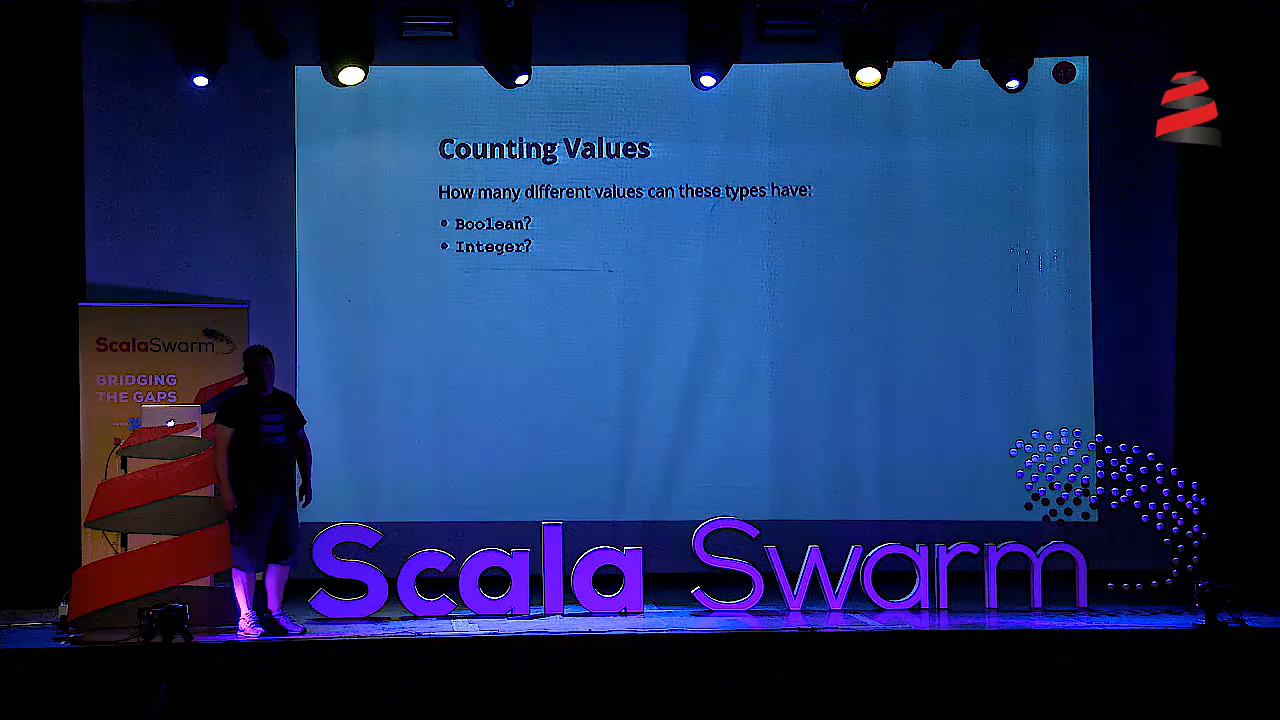 Counting Values
How many different values can these types have:
• Boolean?
• Integer?
ScalaSwarm
BRIDGING
THE GAPS
Scala Swarm